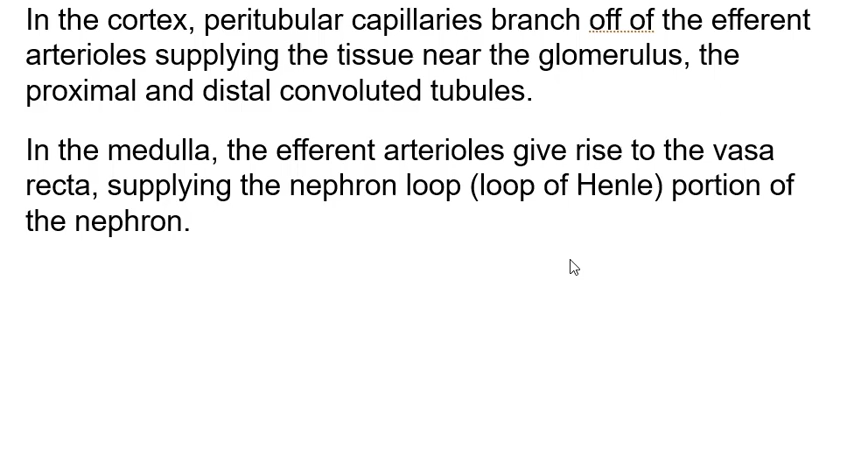 In the cortex, peritubular capillaries branch off of the efferent
arterioles supplying the tissue near the glomerulus, the
proximal and distal convoluted tubules.
In the medulla, the efferent arterioles give rise to the vasa
recta, supplying the nephron loop (loop of Henle) portion of
the nephron.